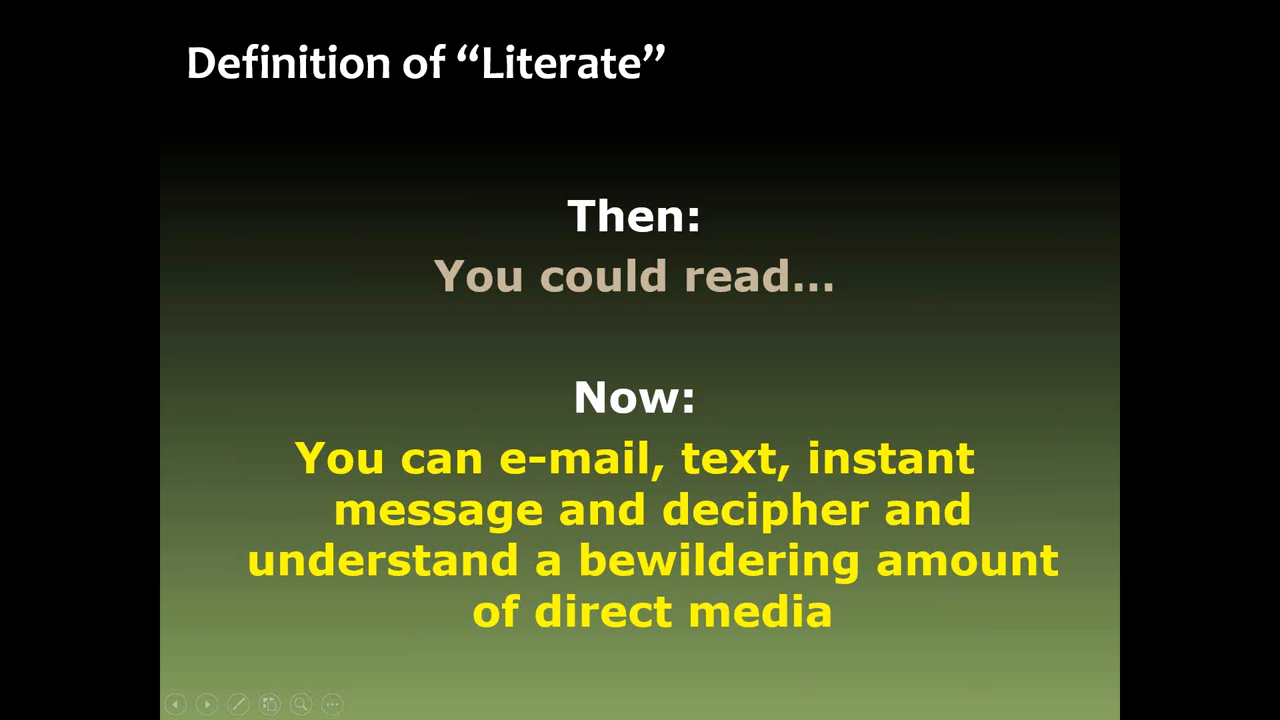 Definition of “Literate”
Then:
You could read…
Now:
You can e-mail, text, instant
message and decipher and
understand a bewildering amount
of direct media